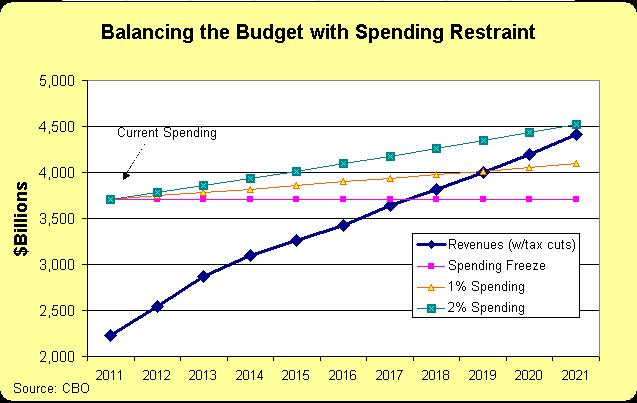 Balancing the Budget with Spending Restraint
5,000
4,500
4,000
3,500
3,000
2,500
2,000
$Billions
Current Spending
Revenues (w/tax cuts)
Spending Freeze
1% Spending
2% Spending
2011 2012 2013 2014 2015 2016 2017 2018 2019 2020 2021
Source: CBO